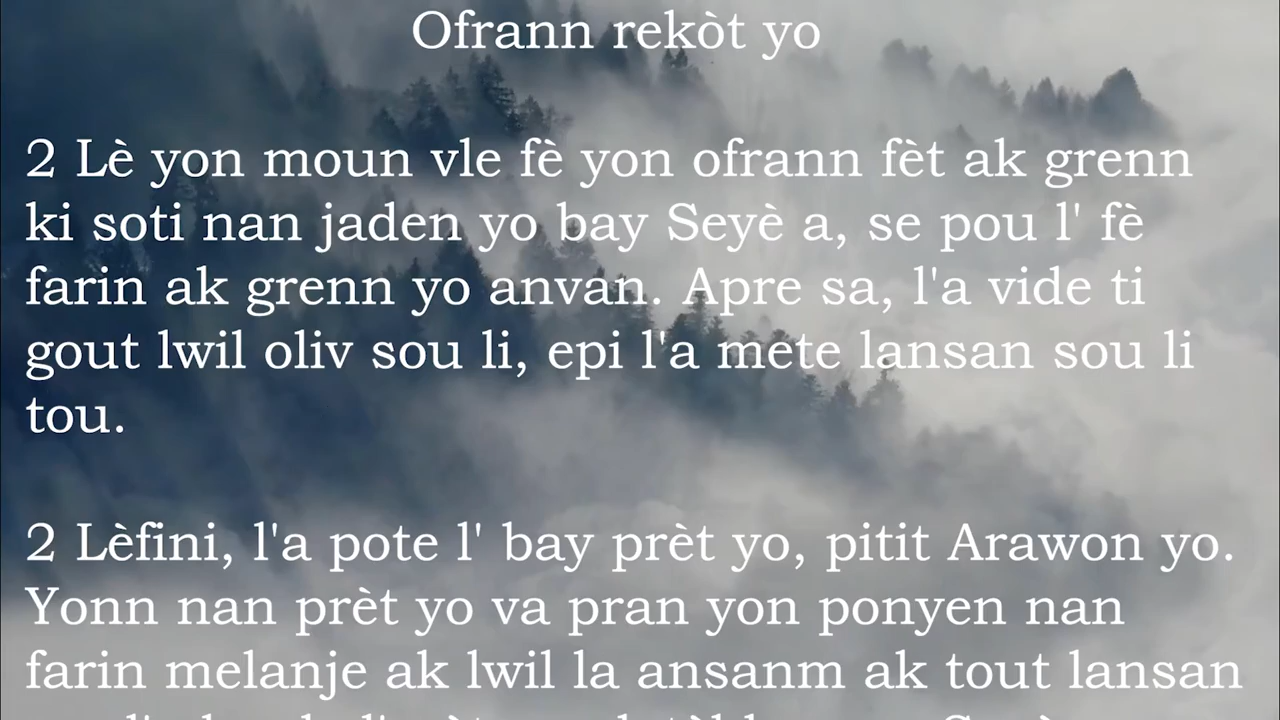 Ofrann rekòt yo
2 Lè yon moun vle fè yon ofrann fèt ak grenn
ki soti nan jaden yo bay Seyè a, se pou l' fè
farin ak grenn yo anvan. Apre sa, l'a vide ti
gout lwil oliv sou li, epi l'a mete lansan sou li
tou.
2 Lèfini, l'a pote l' bay prèt yo, pitit Arawon yo.
Yonn nan prèt yo va pran yon ponyen nan
farin melanje ak lwil la ansanm ak tout lansan